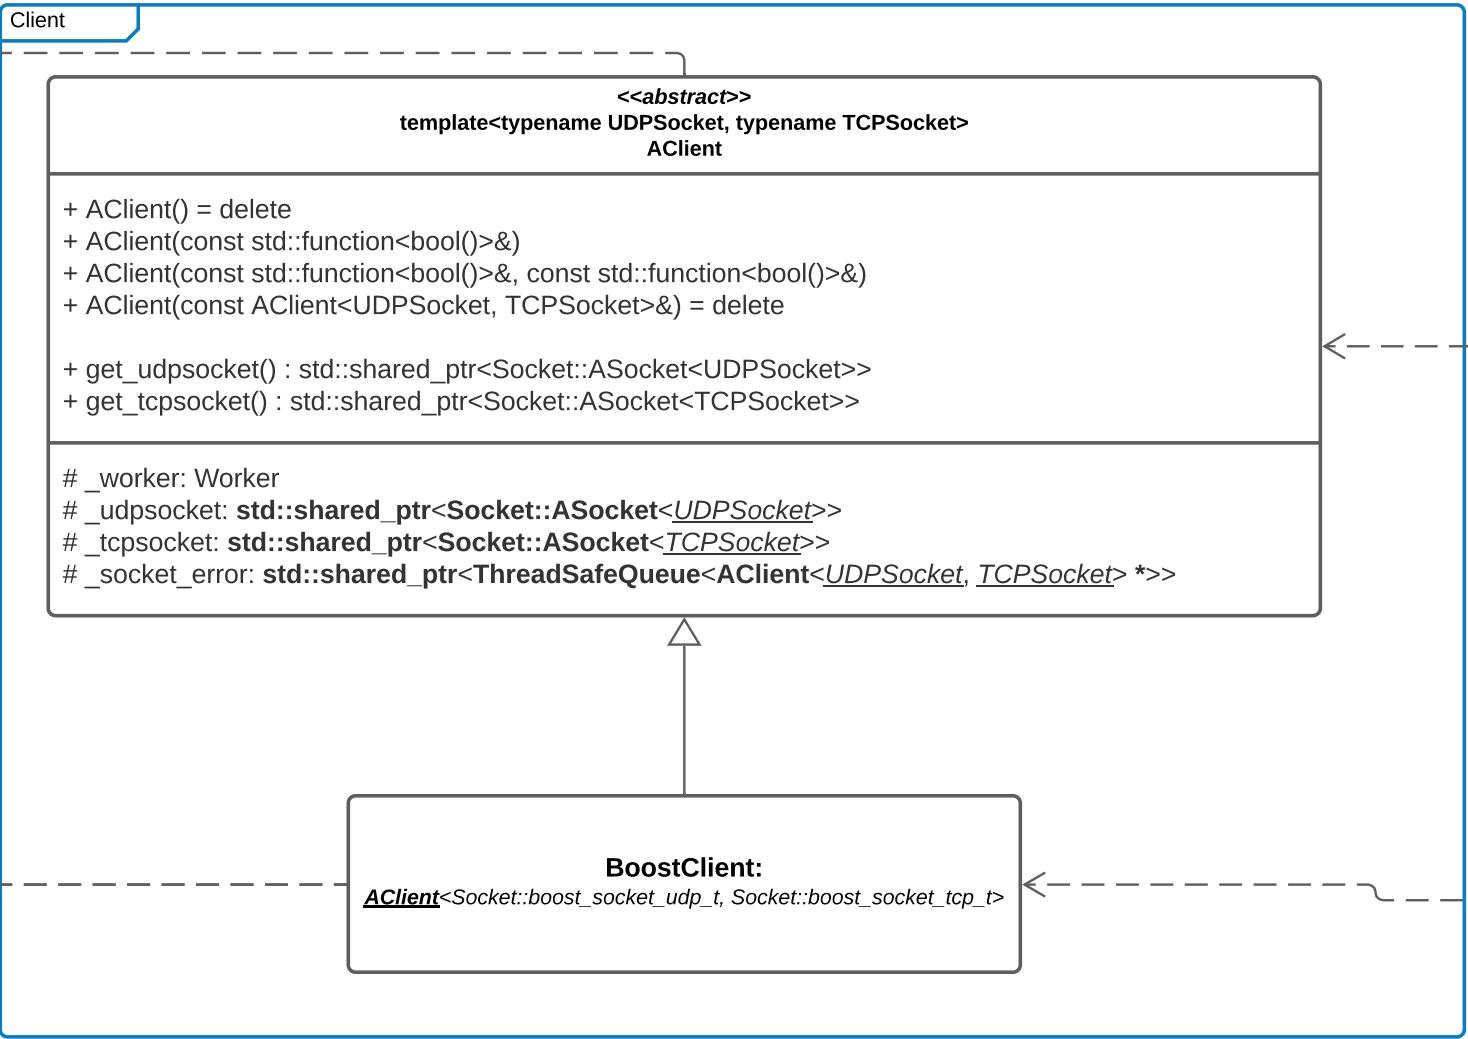 Client
<<abstract>>
template<typename UDPSocket, typename TCPSocket>
AClient
+ AClient() = delete
+ AClient(const std::function<bool()>&)
+ AClient(const std::function<bool()>&, const std::function<bool()>&)
+ AClient(const AClient<UDPSocket, TCPSocket>&) = delete
+ get_udpsocket() : std::shared_ptr<Socket::ASocket<UDPSocket>>
+ get_tcpsocket() : std::shared_ptr<Socket::ASocket<TCPSocket>>
# _worker: Worker
# _udpsocket: std::shared_ptr<Socket::ASocket<UDPSocket>>
# _tcpsocket: std::shared_ptr<Socket::ASocket<TCPSocket>>
# _socket_error: std::shared_ptr<ThreadSafeQueue<AClient<UDPSocket, TCPSocket> *>>
BoostClient:
AClient<Socket::boost_socket_udp_t, Socket::boost_socket_tcp_t>